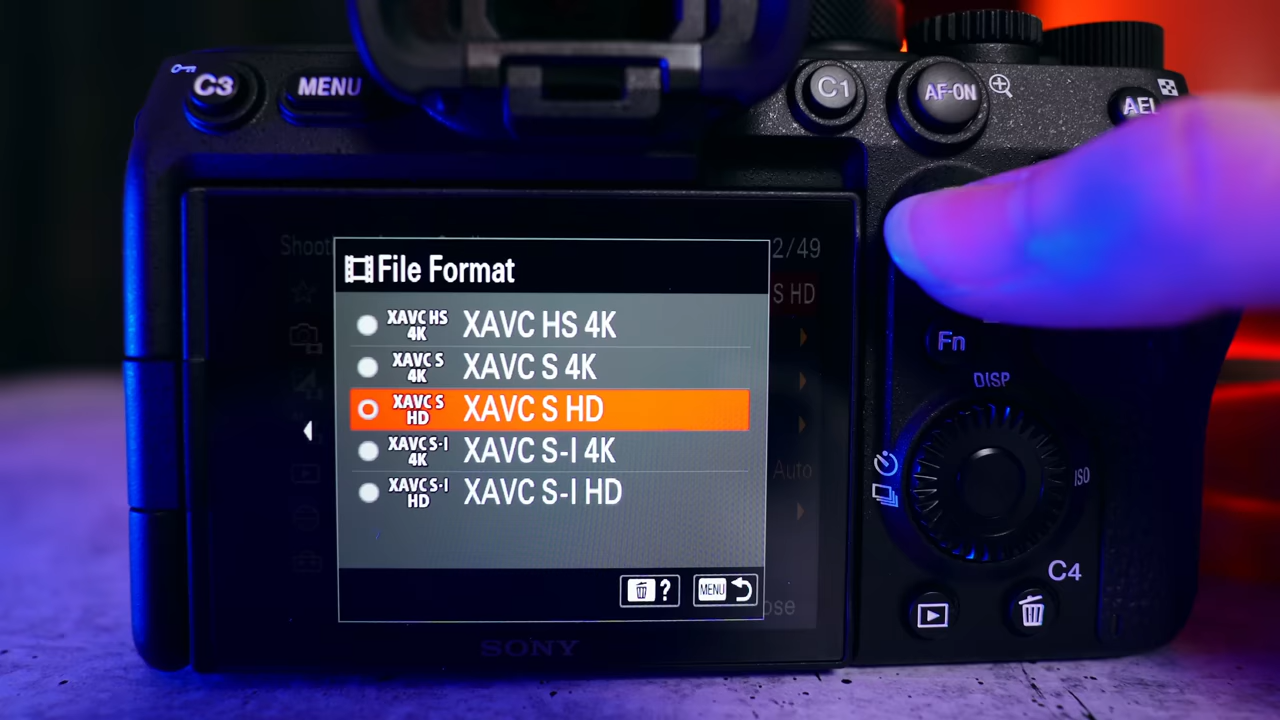 C3
MENU
C1
AF-ON
AEL
Shoot
2/49
S HD
File Format
XAVC HS 4K XAVC HS 4K
XAVC S 4K XAVC S 4K
XAVC S HD XAVC S HD
XAVC S-I 4K XAVC S-I 4K
XAVC S-I HD XAVC S-I HD
Auto
?
MENU
ose
SONY
Fn
DISP
ISO
C4